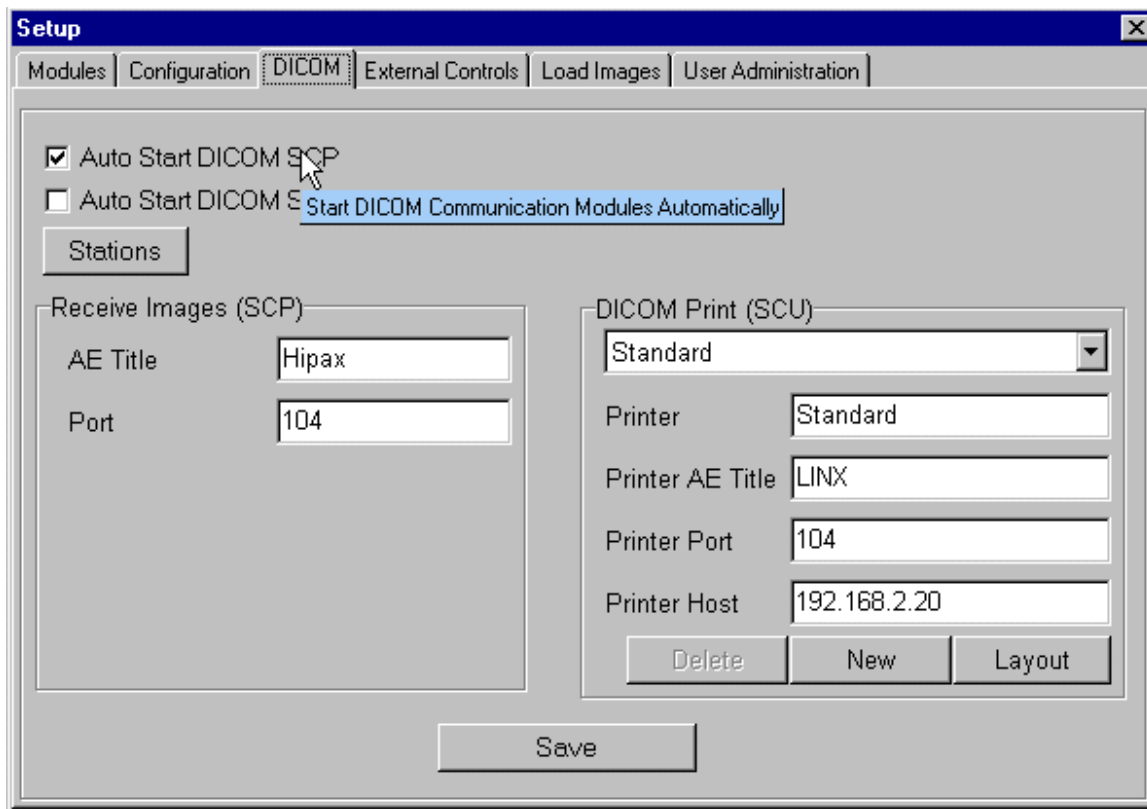 Setup
Modules Configuration DICOM External Controls Load Images User Administration
Auto Start DICOM SCP
Auto Start DICOM
Start DICOM Communication Modules Automatically
Stations
Receive Images (SCP)
AE Title Hipax
Port 104
DICOM Print (SCU)
Standard
Printer Standard
Printer AE Title LINX
Printer Port 104
Printer Host 192.168.2.20
Delete New Layout
Save